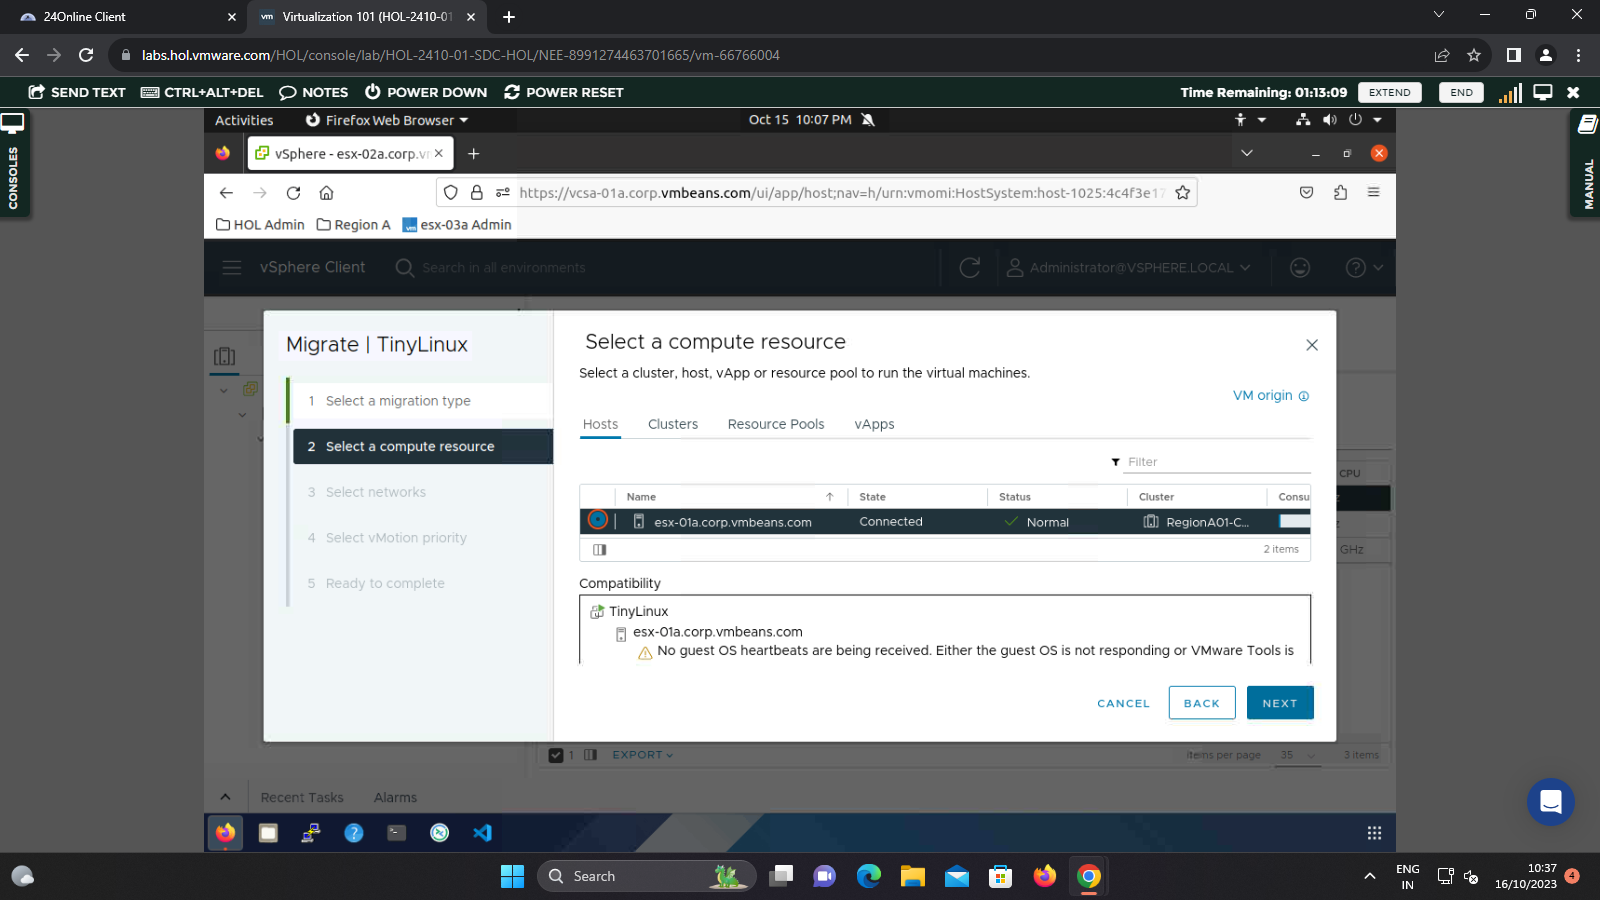 24Online Client
Virtualization 101 (HOL-2410-01
labs.hol.vmware.com/HOL/console/lab/HOL-2410-01-SDC-HOL/NEE-8991274463701665/vm-66766004
SEND TEXT
CTRL+ALT+DEL
NOTES
POWER DOWN
POWER RESET
Time Remaining: 01:13:09
EXTEND
END
CONSOLES
MANUAL
Activities
Firefox Web Browser
Oct 15 10:07 PM
vSphere - esx-02a.corp.vm
https://vcsa-01a.corp.vmbeans.com/ui/app/host;nav=h/urn:vmomi:HostSystem:host-1025:4c4f3e17
HOL Admin
Region A
vm
esx-03a Admin
vSphere Client
Search in all environments
Administrator@VSPHERE.LOCAL
Migrate | TinyLinux
1 Select a migration type
2 Select a compute resource
3 Select networks
4 Select vMotion priority
5 Ready to complete
Select a compute resource
Select a cluster, host, vApp or resource pool to run the virtual machines.
VM origin
Hosts
Clusters
Resource Pools
vApps
Filter
Name
State
Status
Cluster
Consu
esx-01a.corp.vmbeans.com
Connected
Normal
RegionA01-C...
2 items
Compatibility
TinyLinux
esx-01a.corp.vmbeans.com
No guest OS heartbeats are being received. Either the guest OS is not responding or VMware Tools is
CANCEL
BACK
NEXT
CPU
GHz
1
EXPORT
Items per page
35
3 items
Recent Tasks
Alarms
Search
ENG
IN
10:37
16/10/2023
4